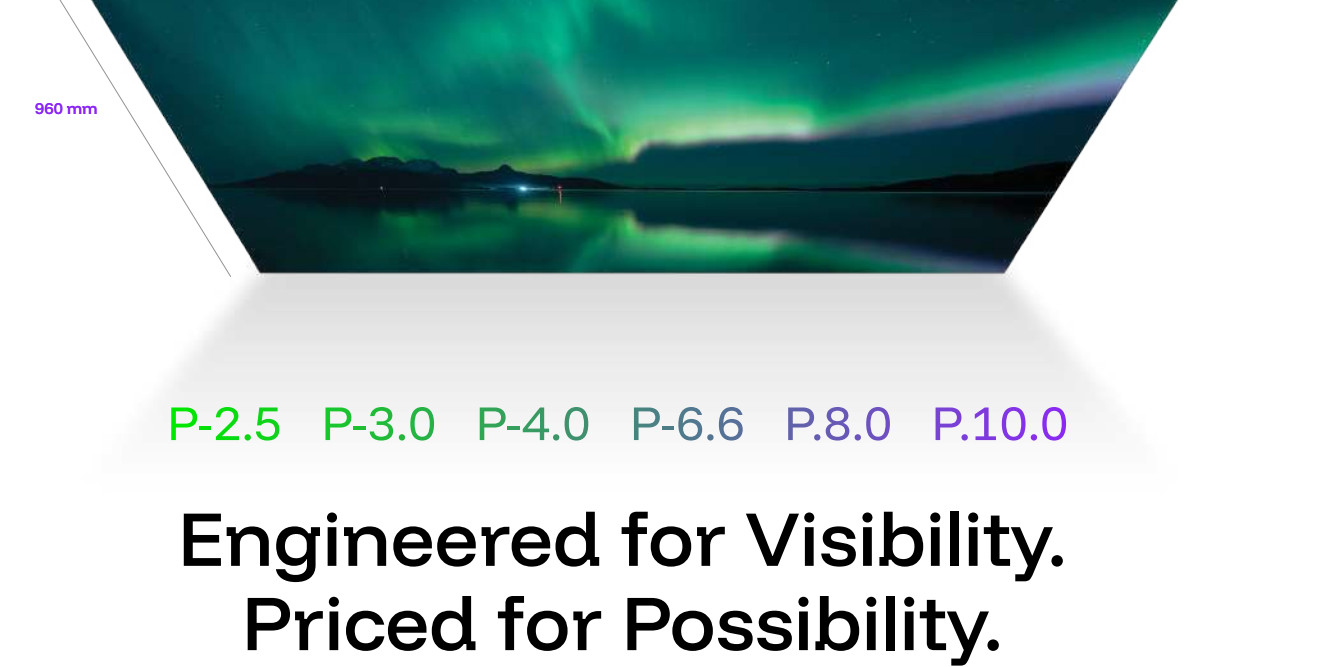 960 mm
P-2.5 P-3.0 P-4.0 P-6.6 P.8.0 P.10.0
Engineered for Visibility.
Priced for Possibility.